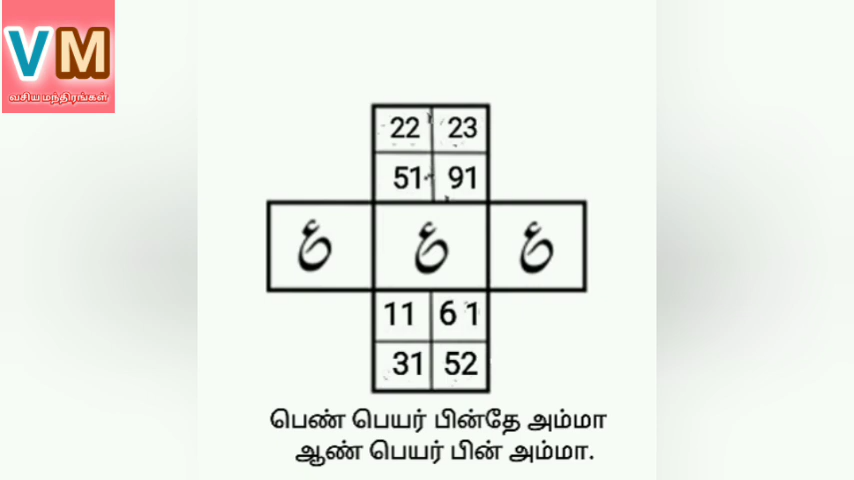 VM
வசிய மந்திரங்கள்
22 23
51 91
ع ع ع
11 61
31 52
பெண் பெயர் பின்தே அம்மா
ஆண் பெயர் பின் அம்மா.